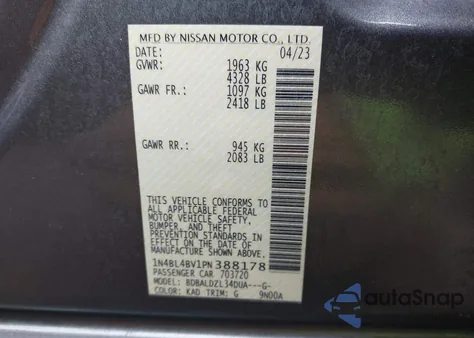 MFD BY NISSAN MOTOR CO., LTD.
DATE: 04/23
GVWR: 1963 KG
4328 LB
GAWR FR: 1097 KG
2418 LB
GAWR RR: 945 KG
2083 LB
THIS VEHICLE CONFORMS TO
ALL APPLICABLE FEDERAL
MOTOR VEHICLE SAFETY,
BUMPER, AND THEFT
PREVENTION STANDARDS IN
EFFECT ON THE DATE OF
MANUFACTURE SHOWN ABOVE.
1N4BL4BV1PN388178
PASSENGER CAR 703720
MODEL: BDBALDZL34DUA---G-
COLOR: KAD TRIM: G 9N00A
autoSnap